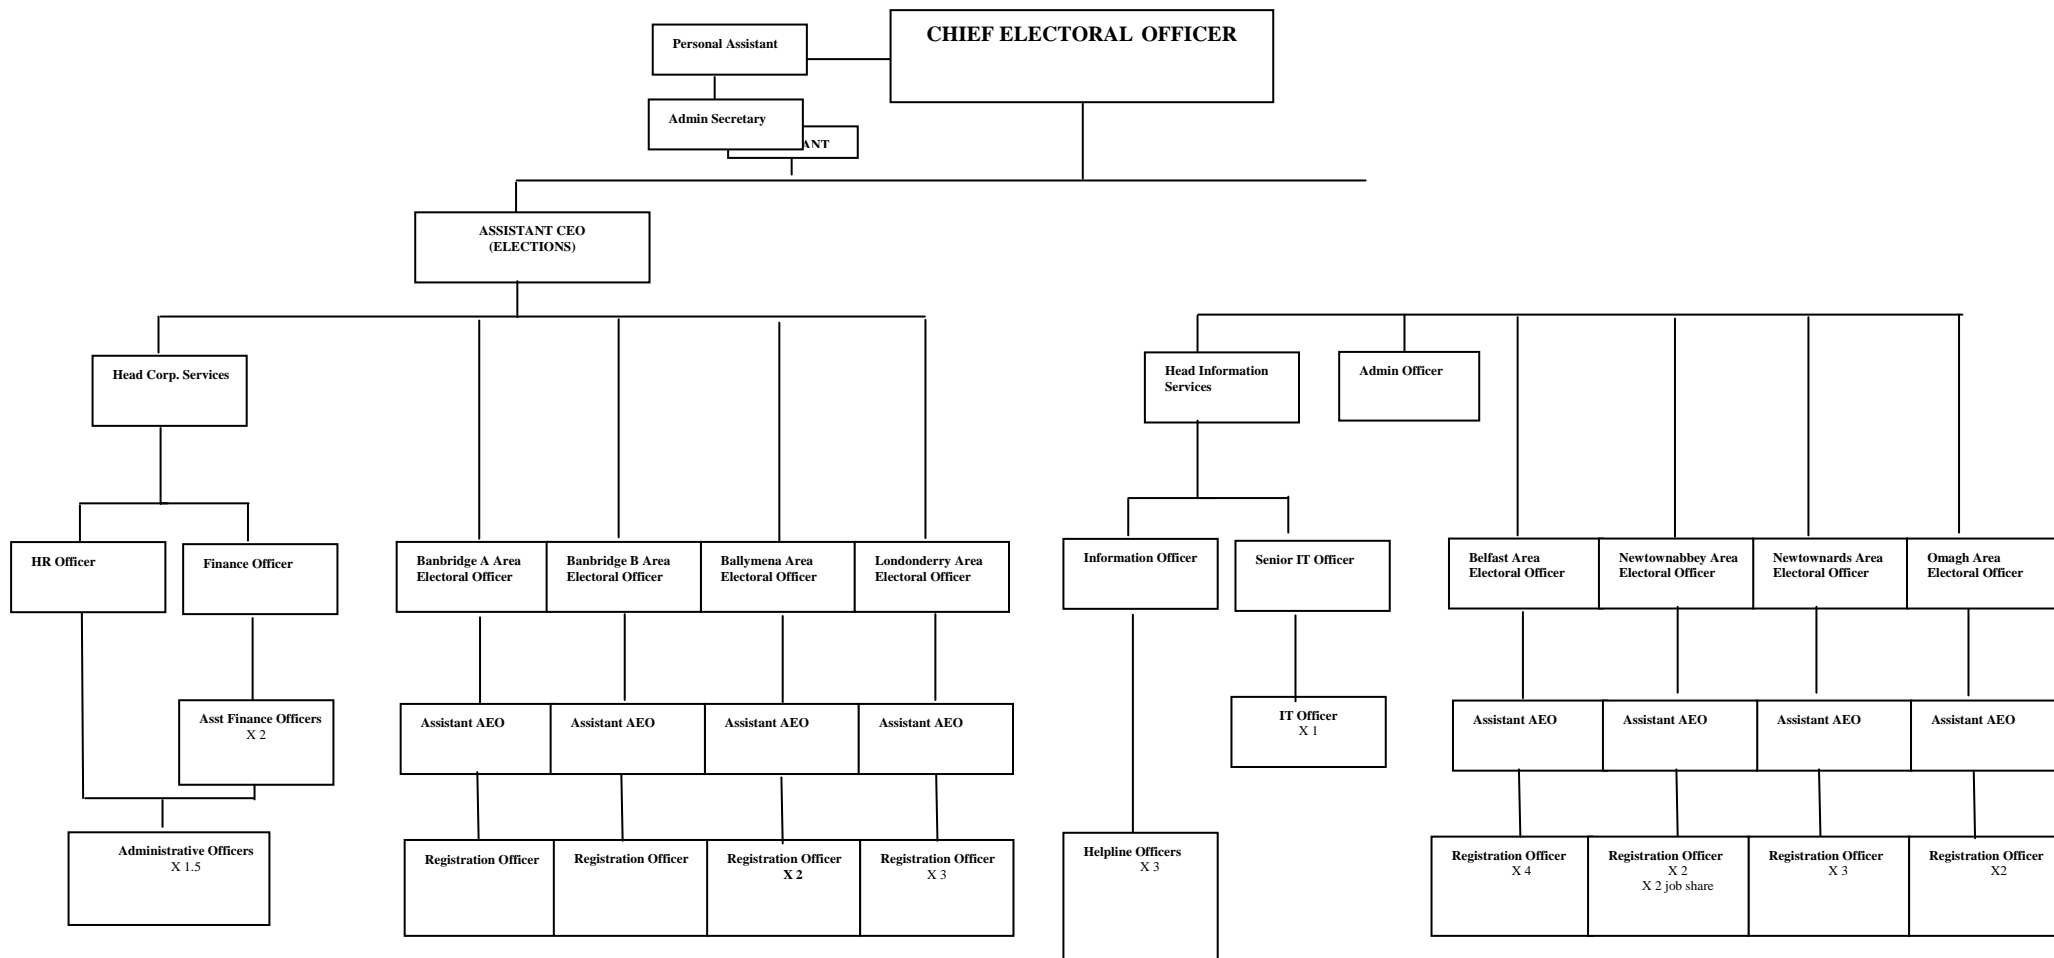 CHIEF ELECTORAL OFFICER
Personal Assistant
Admin Secretary
ANT
ASSISTANT CEO
(ELECTIONS)
Head Corp. Services
Head Information
Services
Admin Officer
HR Officer
Finance Officer
Banbridge A Area
Electoral Officer
Banbridge B Area
Electoral Officer
Ballymena Area
Electoral Officer
Londonderry Area
Electoral Officer
Information Officer
Senior IT Officer
Belfast Area
Electoral Officer
Newtownabbey Area
Electoral Officer
Newtownards Area
Electoral Officer
Omagh Area
Electoral Officer
Asst Finance Officers
X 2
Assistant AEO
Assistant AEO
Assistant AEO
Assistant AEO
IT Officer
X 1
Assistant AEO
Assistant AEO
Assistant AEO
Assistant AEO
Administrative Officers
X 1.5
Registration Officer
Registration Officer
Registration Officer
X 2
Registration Officer
X 3
Helpline Officers
X 3
Registration Officer
X 4
Registration Officer
X 2
X 2 job share
Registration Officer
X 3
Registration Officer
X2